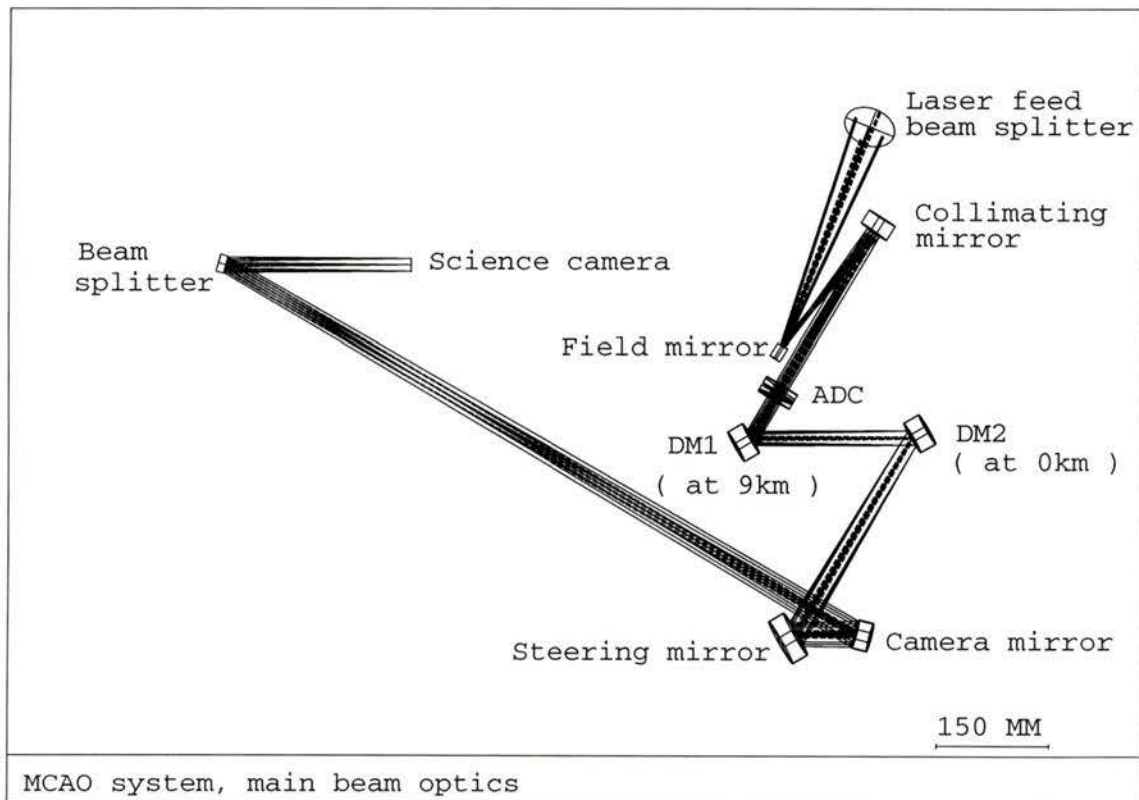 Laser feed
beam splitter
Collimating
mirror
Beam
splitter
Science camera
Field mirror
ADC
DM1
( at 9km )
DM2
( at 0km )
Steering mirror
Camera mirror
150 MM
MCAO system, main beam optics